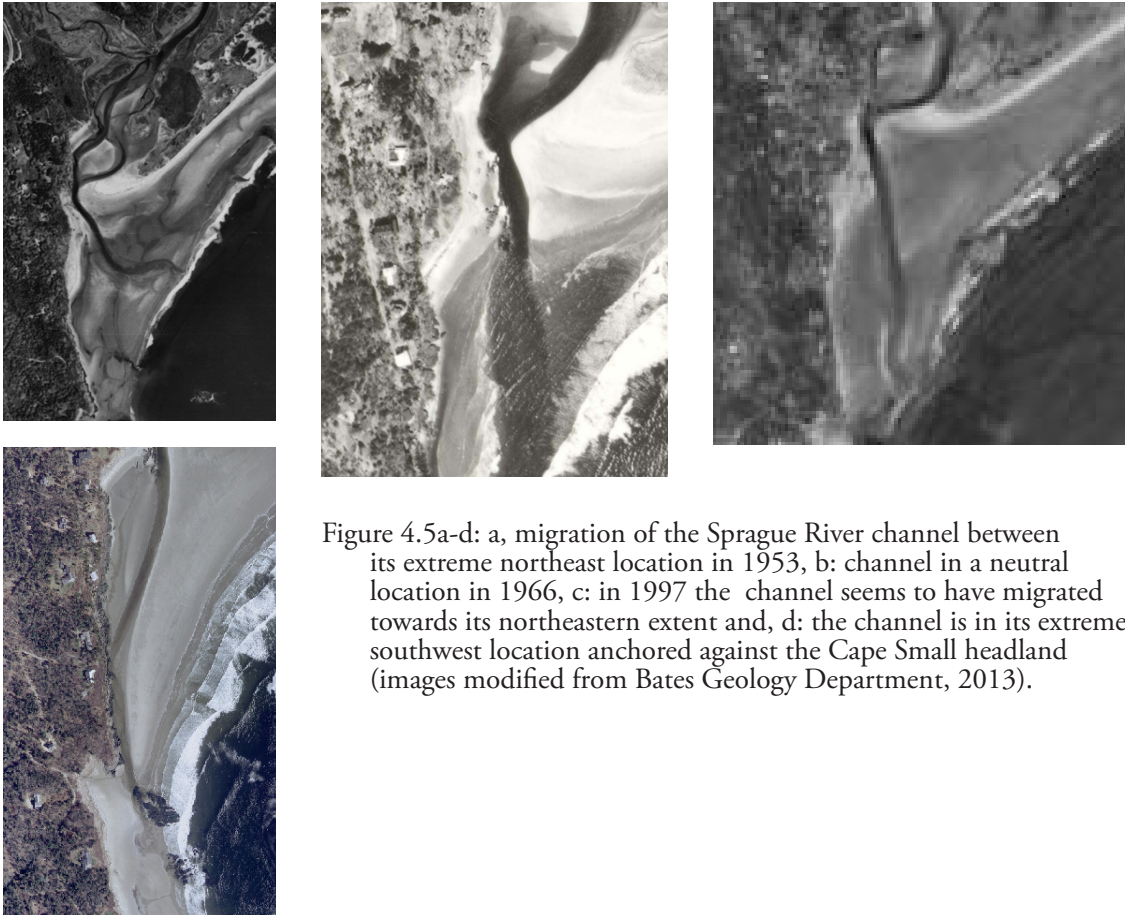 Figure 4.5a-d: a, migration of the Sprague River channel between
its extreme northeast location in 1953, b: channel in a neutral
location in 1966, c: in 1997 the  channel seems to have migrated
towards its northeastern extent and, d: the channel is in its extreme
southwest location anchored against the Cape Small headland
(images modified from Bates Geology Department, 2013).